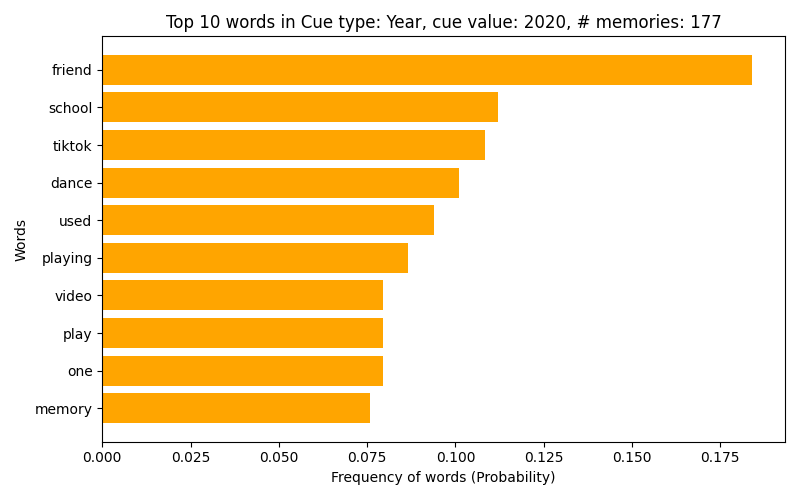 Top 10 words in Cue type: Year, cue value: 2020, # memories: 177
friend
school
tiktok
dance
used
playing
video
play
one
memory
Words
0.000 0.025 0.050 0.075 0.100 0.125 0.150 0.175
Frequency of words (Probability)